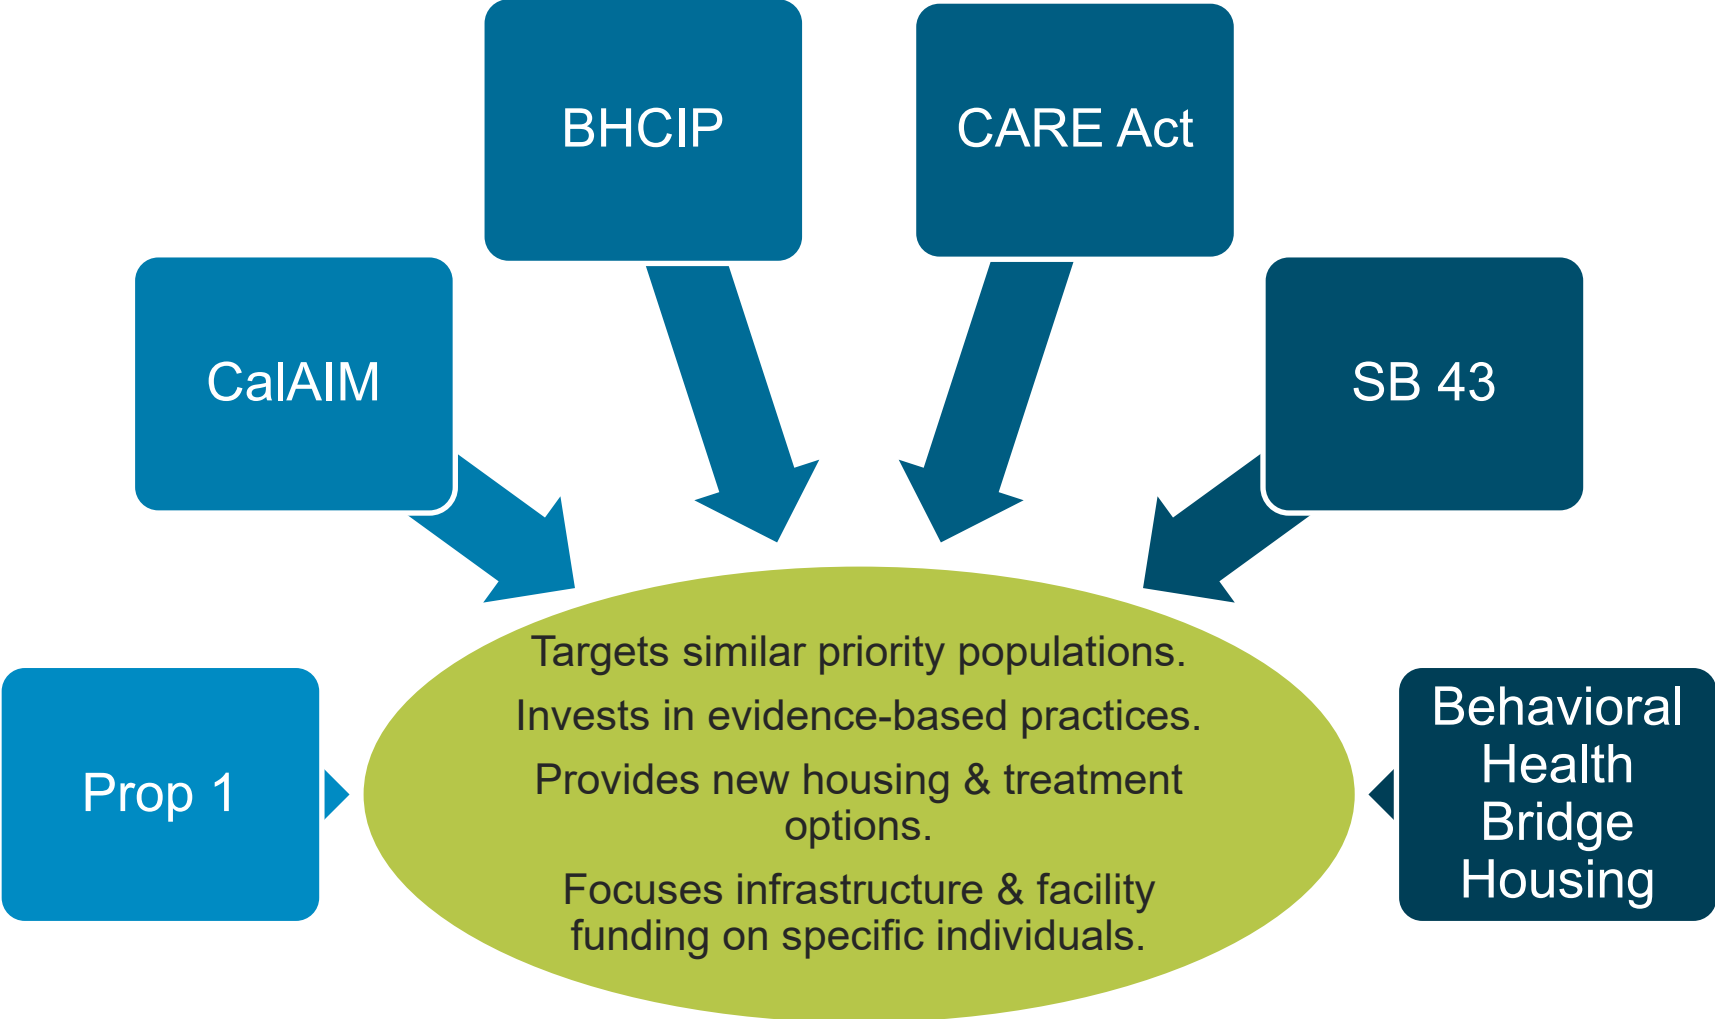 BHCIP
CARE Act
CalAIM
SB 43
Prop 1
Targets similar priority populations.
Invests in evidence-based practices.
Provides new housing & treatment
options.
Focuses infrastructure & facility
funding on specific individuals.
Behavioral
Health
Bridge
Housing